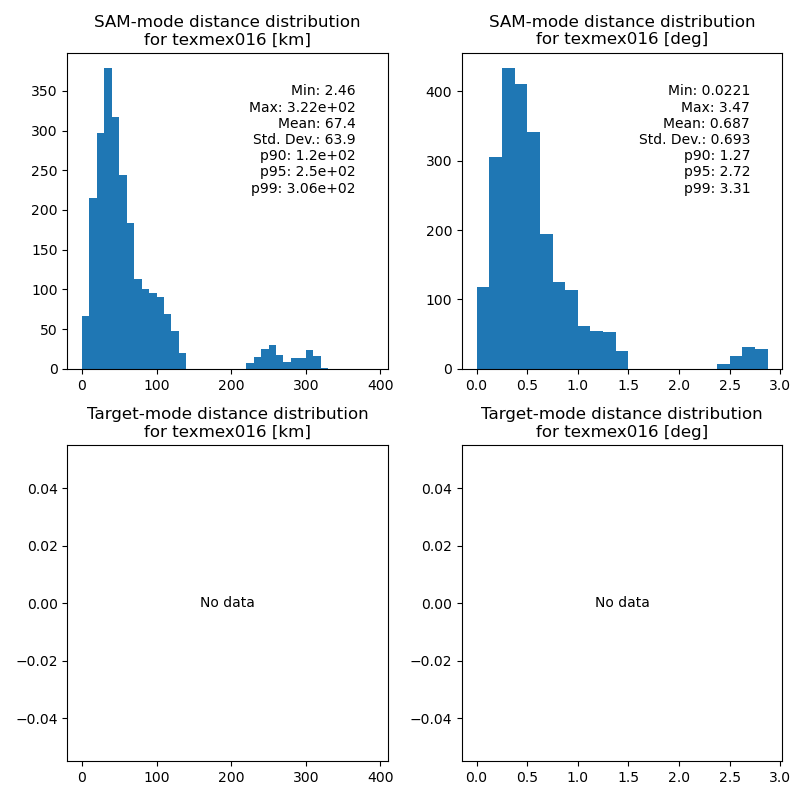 SAM-mode distance distribution
for texmex016 [km]
Min: 2.46
Max: 3.22e+02
Mean: 67.4
Std. Dev.: 63.9
p90: 1.2e+02
p95: 2.5e+02
p99: 3.06e+02
350
300
250
200
150
100
50
0
0 100 200 300 400
SAM-mode distance distribution
for texmex016 [deg]
Min: 0.0221
Max: 3.47
Mean: 0.687
Std. Dev.: 0.693
p90: 1.27
p95: 2.72
p99: 3.31
400
300
200
100
0
0.0 0.5 1.0 1.5 2.0 2.5 3.0
Target-mode distance distribution
for texmex016 [km]
0.04
0.02
0.00
−0.02
−0.04
No data
0 100 200 300 400
Target-mode distance distribution
for texmex016 [deg]
0.04
0.02
0.00
−0.02
−0.04
No data
0.0 0.5 1.0 1.5 2.0 2.5 3.0